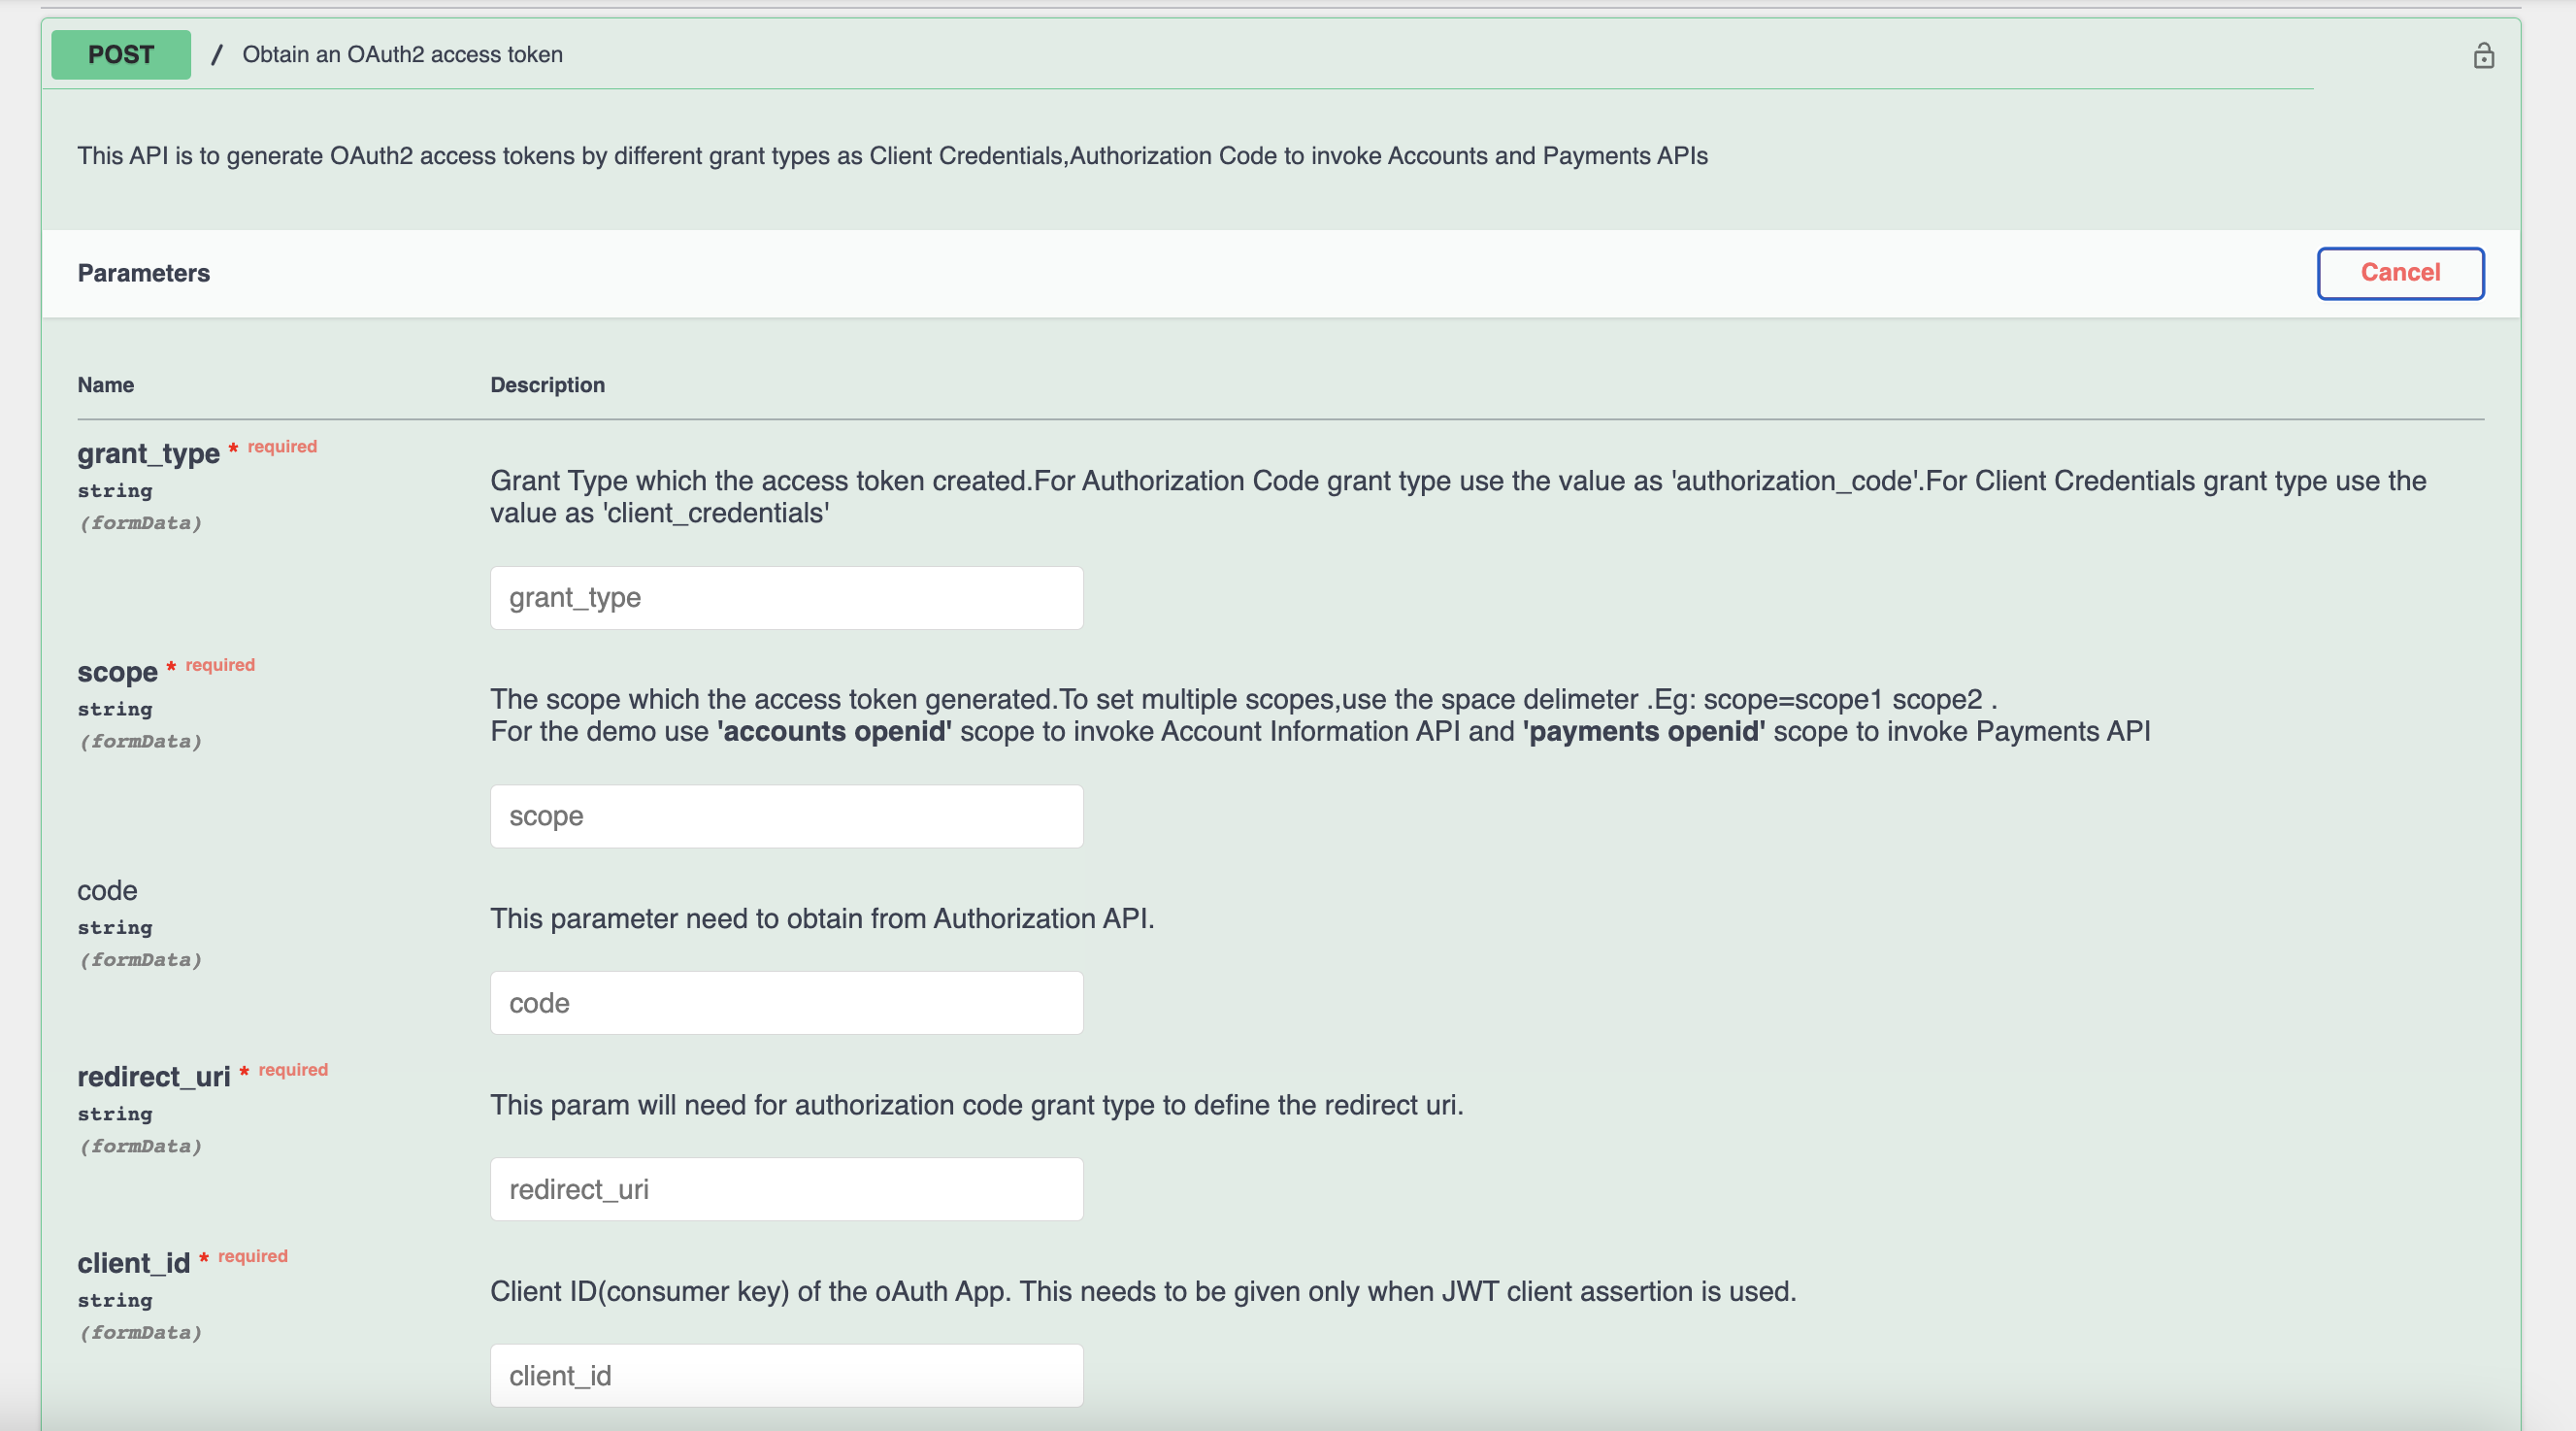 POST / Obtain an OAuth2 access token
This API is to generate OAuth2 access tokens by different grant types as Client Credentials,Authorization Code to invoke Accounts and Payments APIs
Parameters
Cancel
Name Description
grant_type * required
string
(formData)
Grant Type which the access token created.For Authorization Code grant type use the value as 'authorization_code'.For Client Credentials grant type use the
value as 'client_credentials'
grant_type
scope * required
string
(formData)
The scope which the access token generated.To set multiple scopes,use the space delimeter .Eg: scope=scope1 scope2 .
For the demo use 'accounts openid' scope to invoke Account Information API and 'payments openid' scope to invoke Payments API
scope
code
string
(formData)
This parameter need to obtain from Authorization API.
code
redirect_uri * required
string
(formData)
This param will need for authorization code grant type to define the redirect uri.
redirect_uri
client_id * required
string
(formData)
Client ID(consumer key) of the oAuth App. This needs to be given only when JWT client assertion is used.
client_id